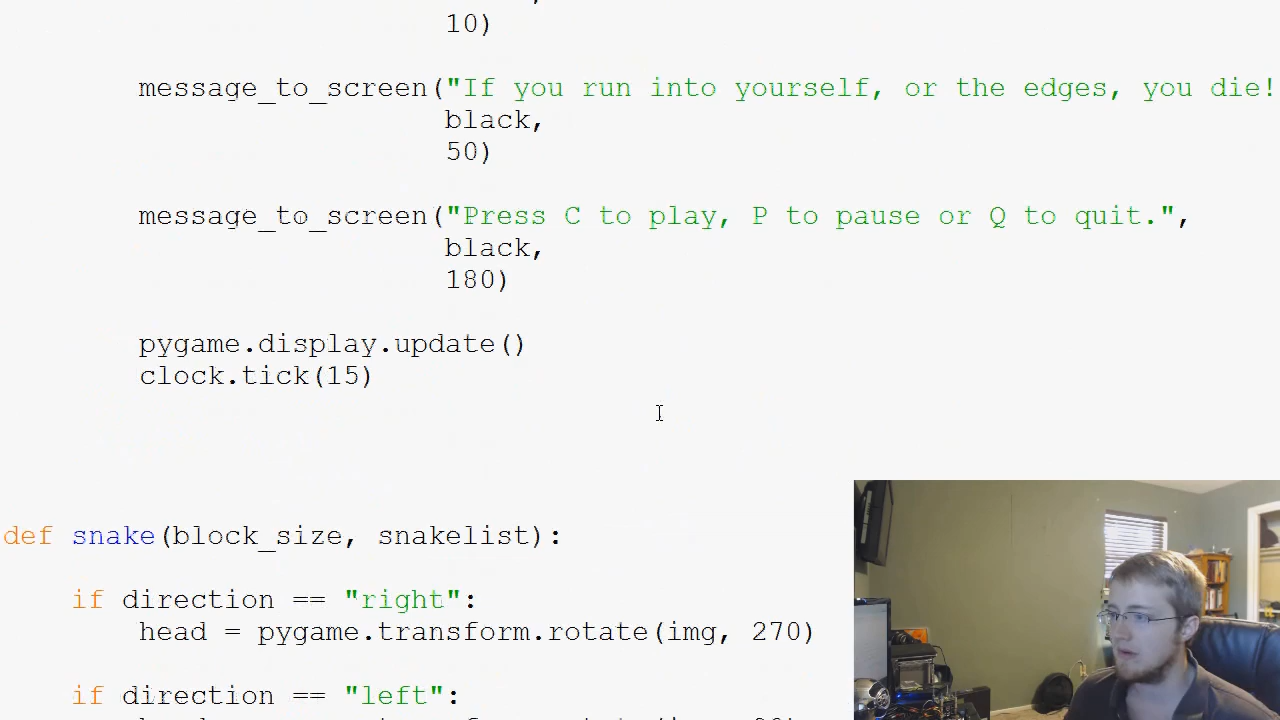 10)
message_to_screen("If you run into yourself, or the edges, you die!
black,
50)
message_to_screen("Press C to play, P to pause or Q to quit.",
black,
180)
pygame.display.update()
clock.tick(15)
def snake(block_size, snakelist):
if direction == "right":
head = pygame.transform.rotate(img, 270)
if direction == "left":